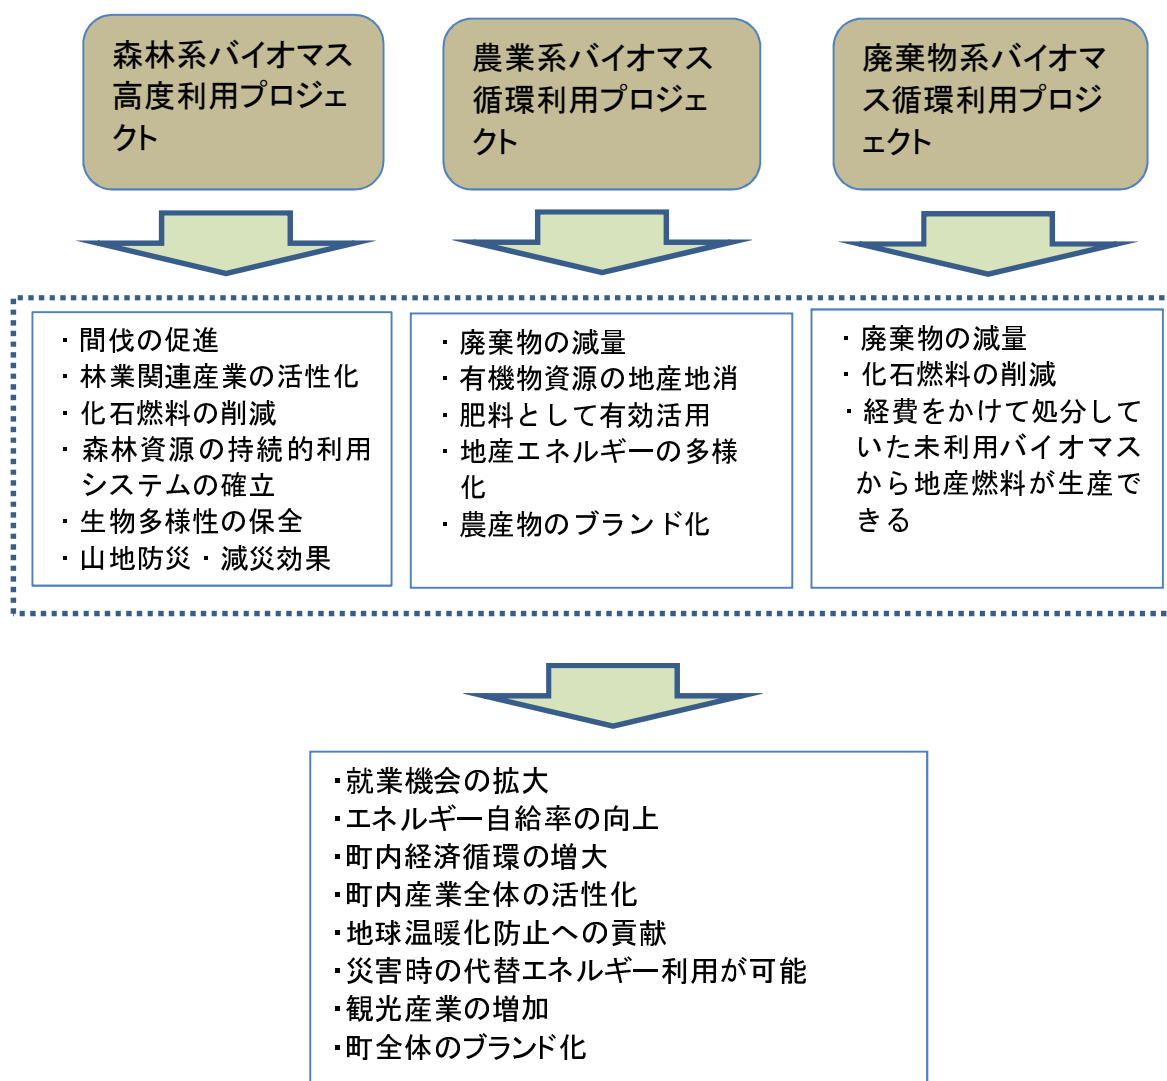 森林系バイオマス
高度利用プロジェ
クト
農業系バイオマス
循環利用プロジェ
クト
廃棄物系バイオマ
ス循環利用プロジ
ェクト
・間伐の促進
・林業関連産業の活性化
・化石燃料の削減
・森林資源の持続的利用
システムの確立
・生物多様性の保全
・山地防災・減災効果
・廃棄物の減量
・有機物資源の地産地消
・肥料として有効活用
・地産エネルギーの多様
化
・農産物のブランド化
・廃棄物の減量
・化石燃料の削減
・経費をかけて処分して
いた未利用バイオマス
から地産燃料が生産で
きる
・就業機会の拡大
・エネルギー自給率の向上
・町内経済循環の増大
・町内産業全体の活性化
・地球温暖化防止への貢献
・災害時の代替エネルギー利用が可能
・観光産業の増加
・町全体のブランド化